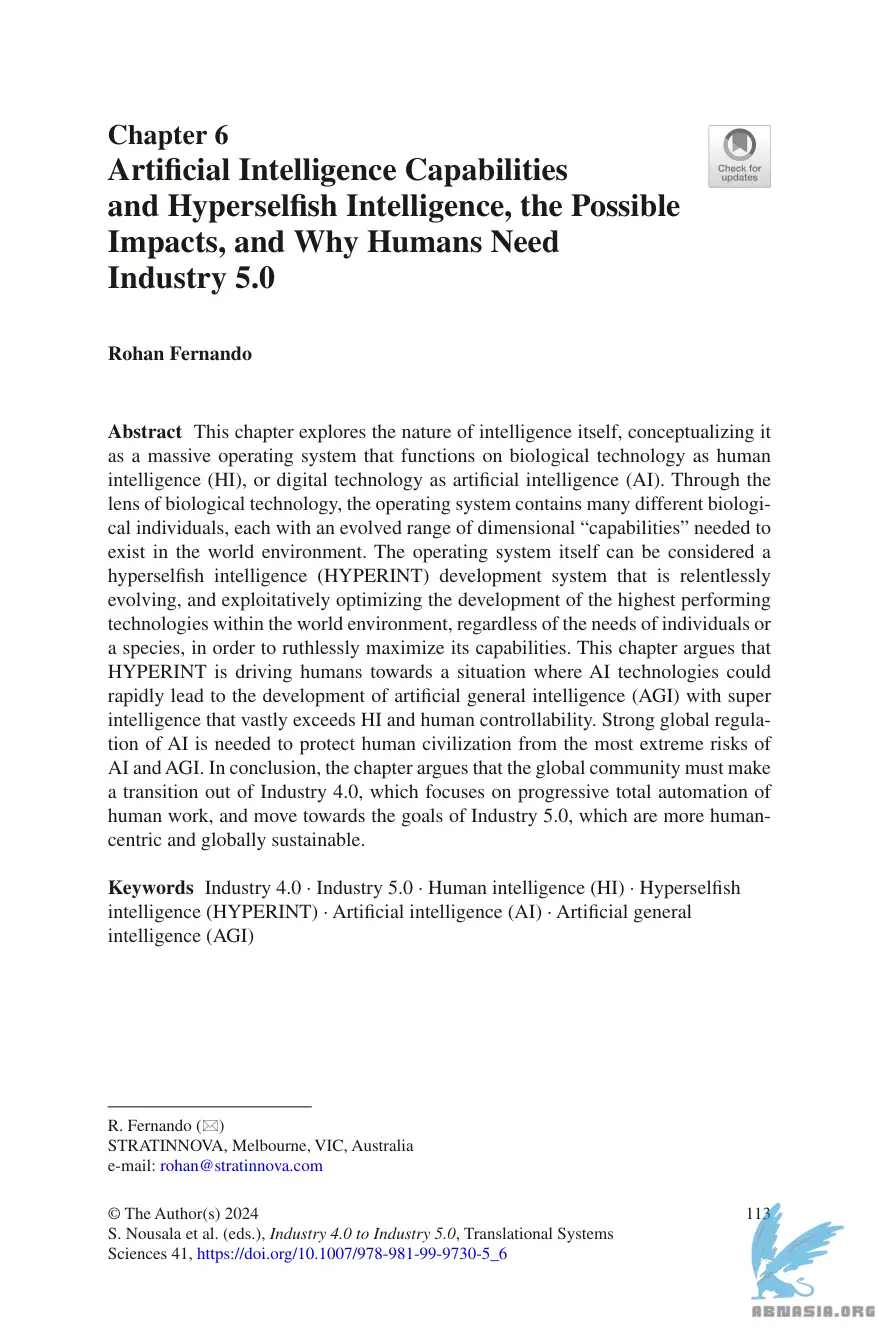 Chapter 6
Artificial Intelligence Capabilities
and Hyperselfish Intelligence, the Possible
Impacts, and Why Humans Need
Industry 5.0
Check for
updates
Rohan Fernando
Abstract This chapter explores the nature of intelligence itself, conceptualizing it
as a massive operating system that functions on biological technology as human
intelligence (HI), or digital technology as artificial intelligence (AI). Through the
lens of biological technology, the operating system contains many different biologi-
cal individuals, each with an evolved range of dimensional “capabilities” needed to
exist in the world environment. The operating system itself can be considered a
hyperselfish intelligence (HYPERINT) development system that is relentlessly
evolving, and exploitatively optimizing the development of the highest performing
technologies within the world environment, regardless of the needs of individuals or
a species, in order to ruthlessly maximize its capabilities. This chapter argues that
HYPERINT is driving humans towards a situation where AI technologies could
rapidly lead to the development of artificial general intelligence (AGI) with super
intelligence that vastly exceeds HI and human controllability. Strong global regula-
tion of AI is needed to protect human civilization from the most extreme risks of
AI and AGI. In conclusion, the chapter argues that the global community must make
a transition out of Industry 4.0, which focuses on progressive total automation of
human work, and move towards the goals of Industry 5.0, which are more human-
centric and globally sustainable.
Keywords Industry 4.0 · Industry 5.0 · Human intelligence (HI) · Hyperselfish
intelligence (HYPERINT) · Artificial intelligence (AI) · Artificial general
intelligence (AGI)
R. Fernando (✉)
STRATINNOVA, Melbourne, VIC, Australia
e-mail: rohan@stratinnova.com
© The Author(s) 2024
113
S. Nousala et al. (eds.), Industry 4.0 to Industry 5.0, Translational Systems
Sciences 41, https://doi.org/10.1007/978-981-99-9730-5_6
ABNASIA.ORG